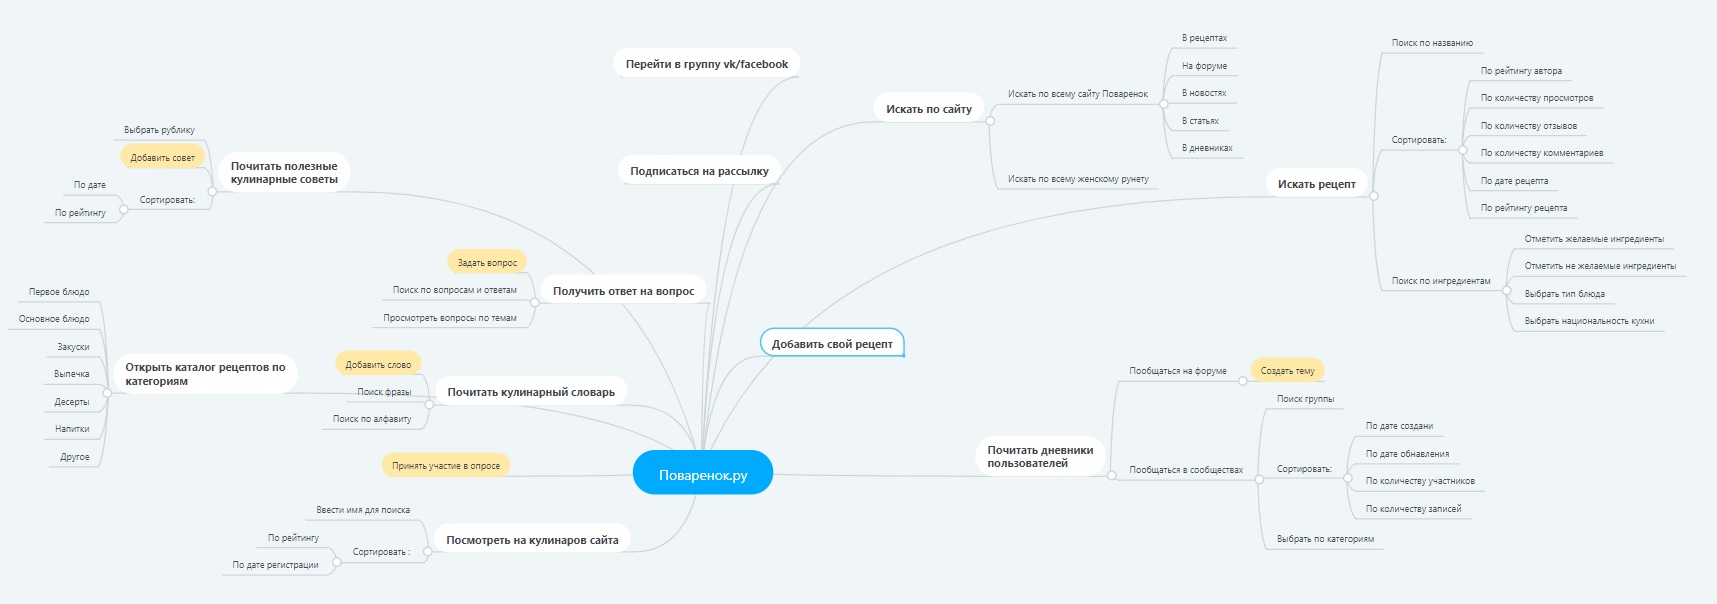 Поваренок.ру
Перейти в группу vk/facebook
Подписаться на рассылку
Искать по сайту
Искать по всему сайту Поваренок
В рецептах
На форуме
В новостях
В статьях
В дневниках
Искать по всему женскому рунету
Искать рецепт
Поиск по названию
Сортировать:
По рейтингу автора
По количеству просмотров
По количеству отзывов
По количеству комментариев
По дате рецепта
По рейтингу рецепта
Поиск по ингредиентам
Отметить желаемые ингредиенты
Отметить не желаемые ингредиенты
Выбрать тип блюда
Выбрать национальность кухни
Добавить свой рецепт
Почитать дневники
пользователей
Пообщаться на форуме
Создать тему
Пообщаться в сообществах
Поиск группы
Сортировать:
По дате создани
По дате обнавления
По количеству участников
По количеству записей
Выбрать по категориям
Почитать полезные
кулинарные советы
Выбрать рублику
Добавить совет
Сортировать:
По дате
По рейтингу
Получить ответ на вопрос
Задать вопрос
Поиск по вопросам и ответам
Просмотреть вопросы по темам
Открыть каталог рецептов по
категориям
Первое блюдо
Основное блюдо
Закуски
Выпечка
Десерты
Напитки
Другое
Почитать кулинарный словарь
Добавить слово
Поиск фразы
Поиск по алфавиту
Принять участие в опросе
Посмотреть на кулинаров сайта
Ввести имя для поиска
Сортировать :
По рейтингу
По дате регистрации